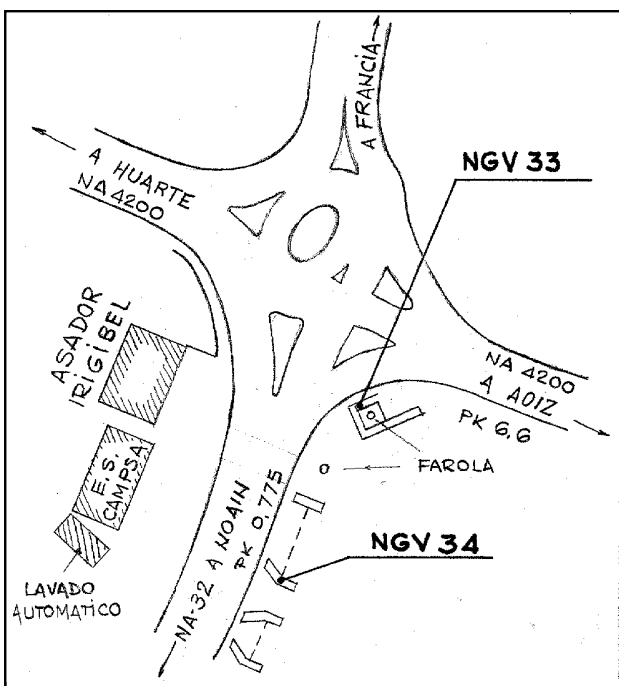 A FRANCIA
NGV 33
A HUARTE
NA 4200
ASADOR
IRIGIBEL
NA 4200
A AOIZ
PK 6,6
FAROLA
E.S.
CAMPSA
NA-32 A NOAIN
PK 0,775
NGV 34
LAVADO
AUTOMATICO